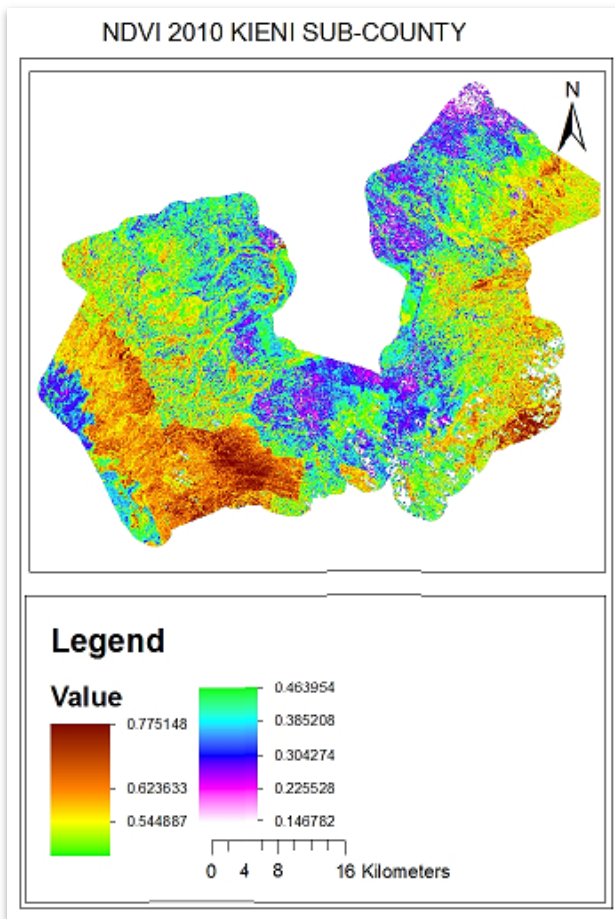 NDVI 2010 KIENI SUB-COUNTY
N
Legend
Value
0.775148
0.623633
0.544887
0.463954
0.385208
0.304274
0.225528
0.146782
0 4 8 16 Kilometers